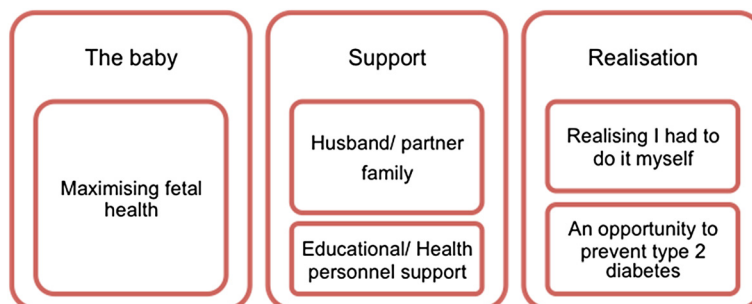 The baby
Maximising fetal
health
Support
Husband/ partner
family
Educational/ Health
personnel support
Realisation
Realising I had to
do it myself
An opportunity to
prevent type 2
diabetes